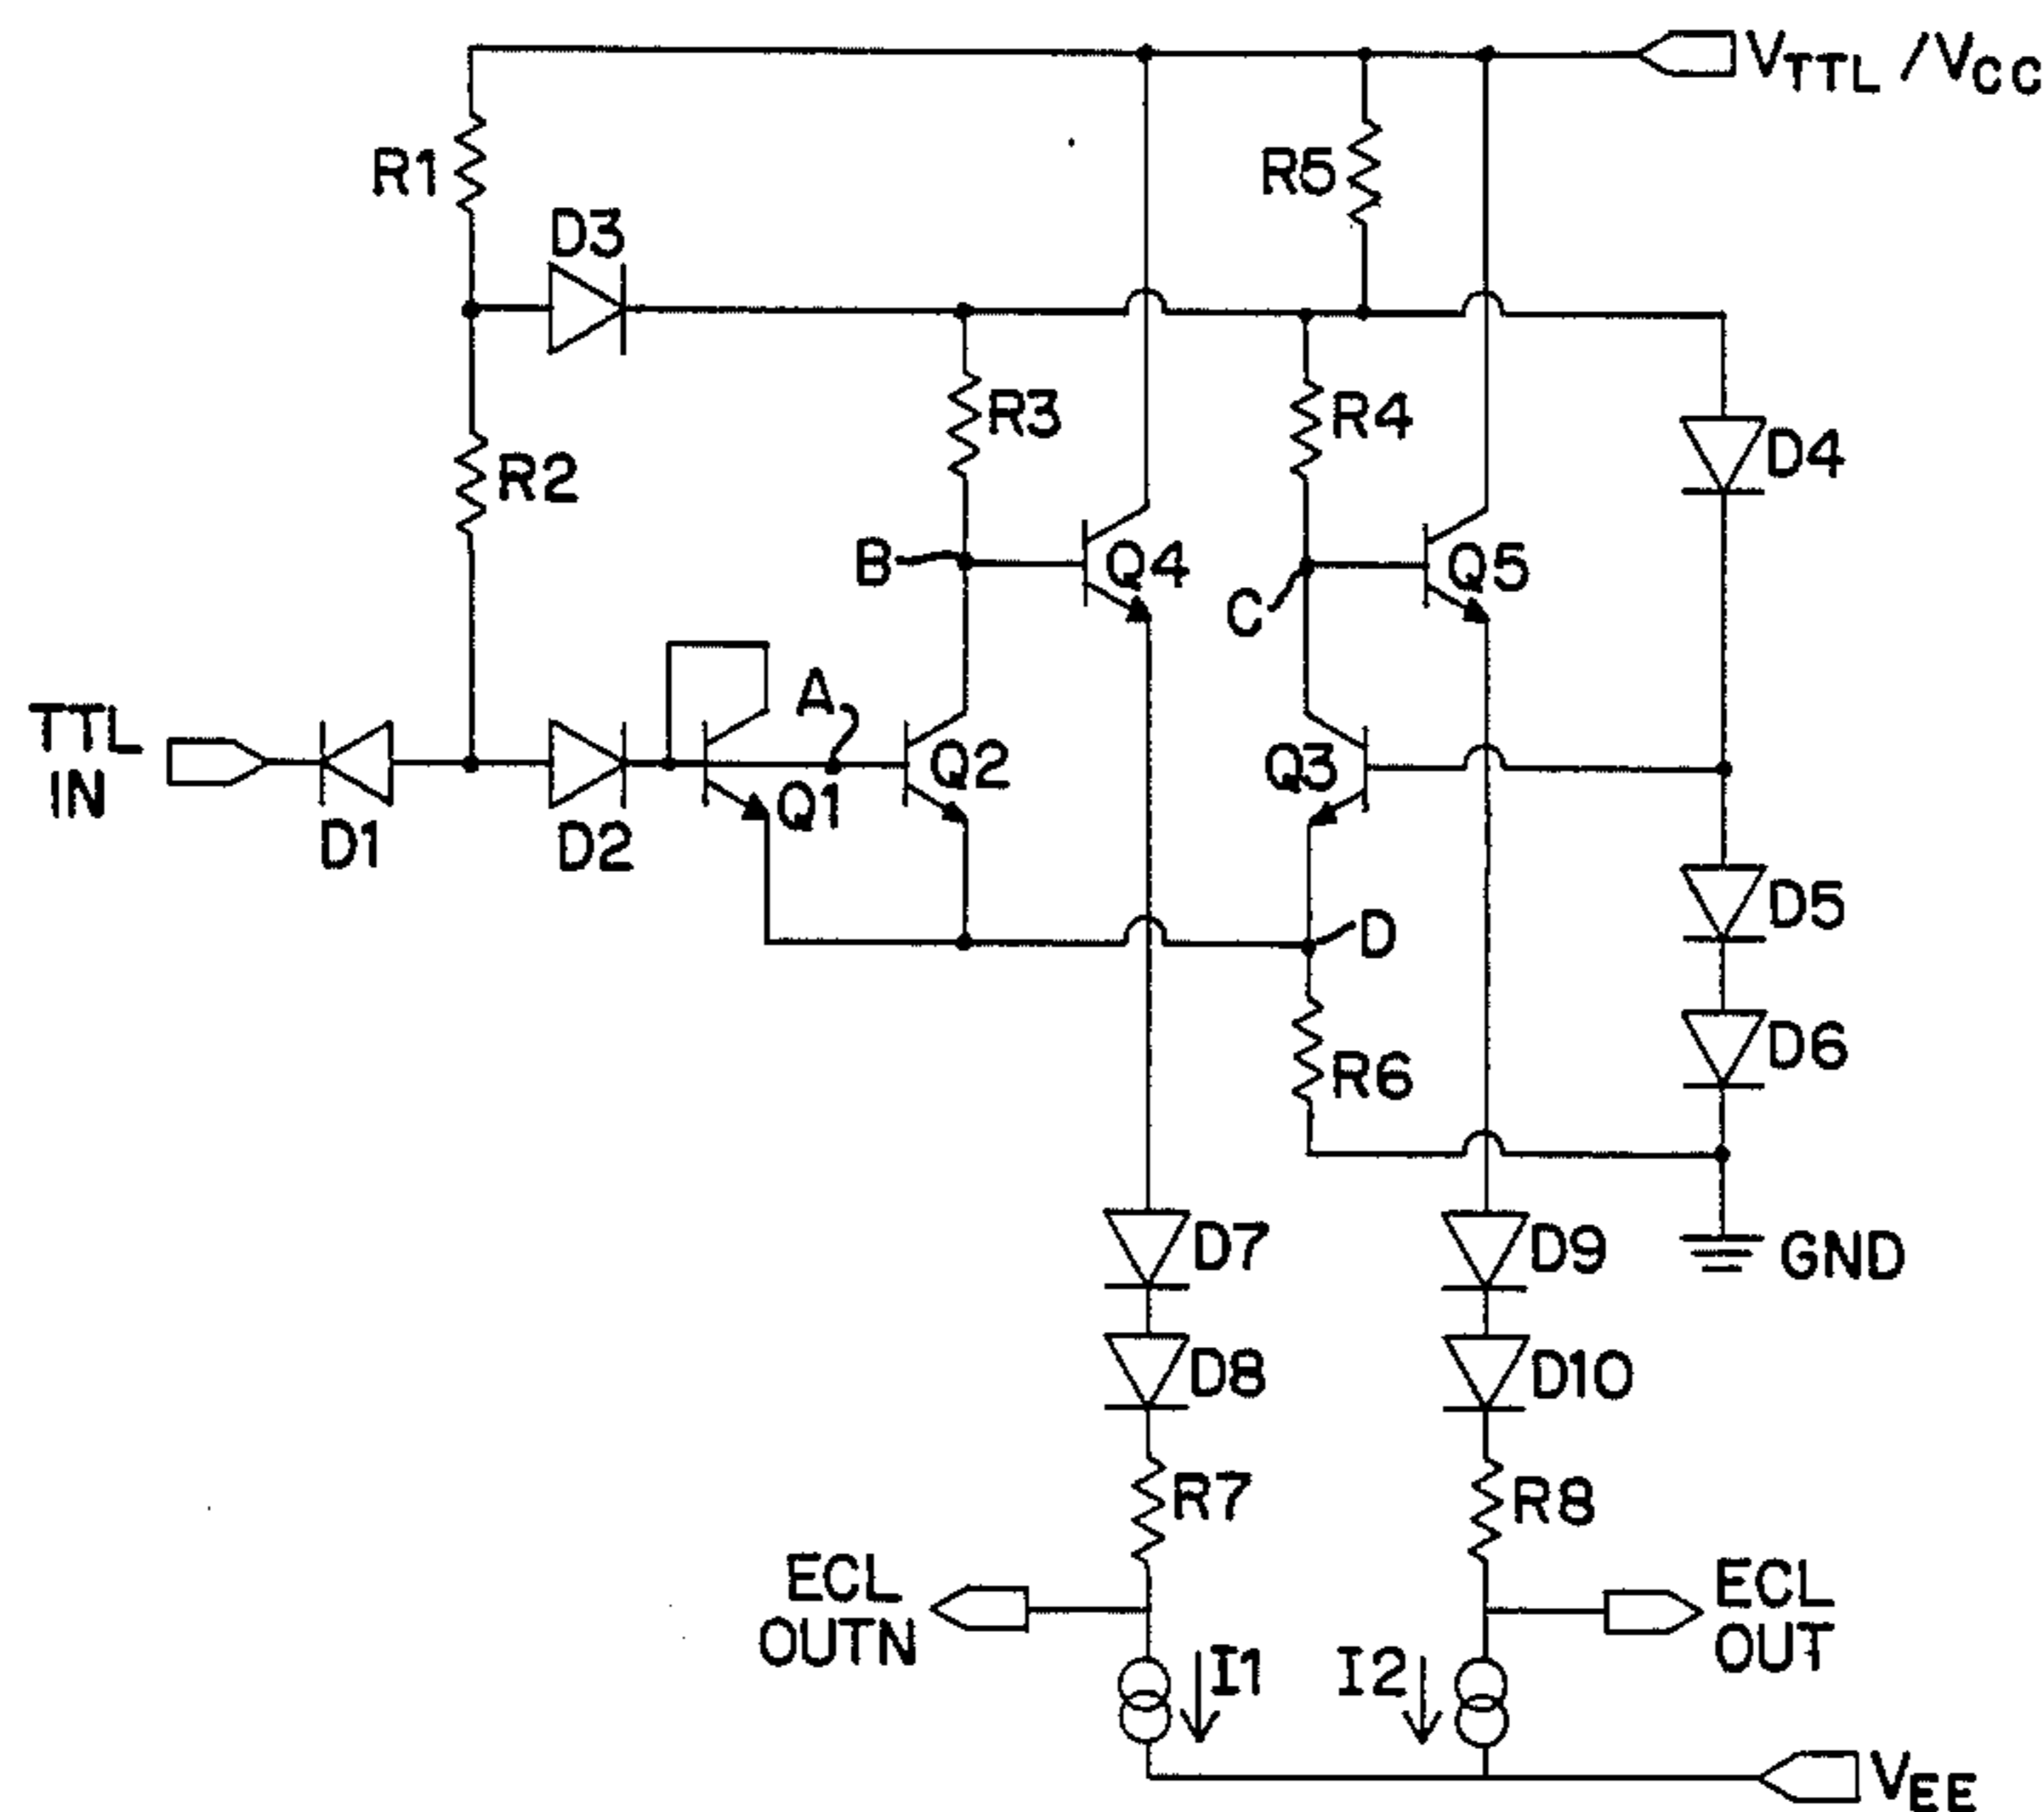 VTTL /VCC
R1
R5
D3
R3
R4
D4
R2
B
Q4
Q5
C
TTL
IN
A
Q2
Q3
Q1
D1
D2
D5
D
D6
R6
D7
D9
GND
D8
D10
R7
R8
ECL
OUTN
ECL
OUT
I1
I2
VEE